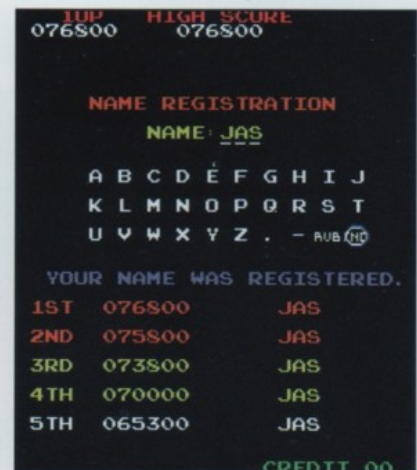 1UP HIGH SCORE
076800 076800
NAME REGISTRATION
NAME: JAS
A B C D E F G H I J
K L M N O P Q R S T
U V W X Y Z . - RUB END
YOUR NAME WAS REGISTERED.
1ST 076800 JAS
2ND 075800 JAS
3RD 073800 JAS
4TH 070000 JAS
5TH 065300 JAS
CREDIT 00